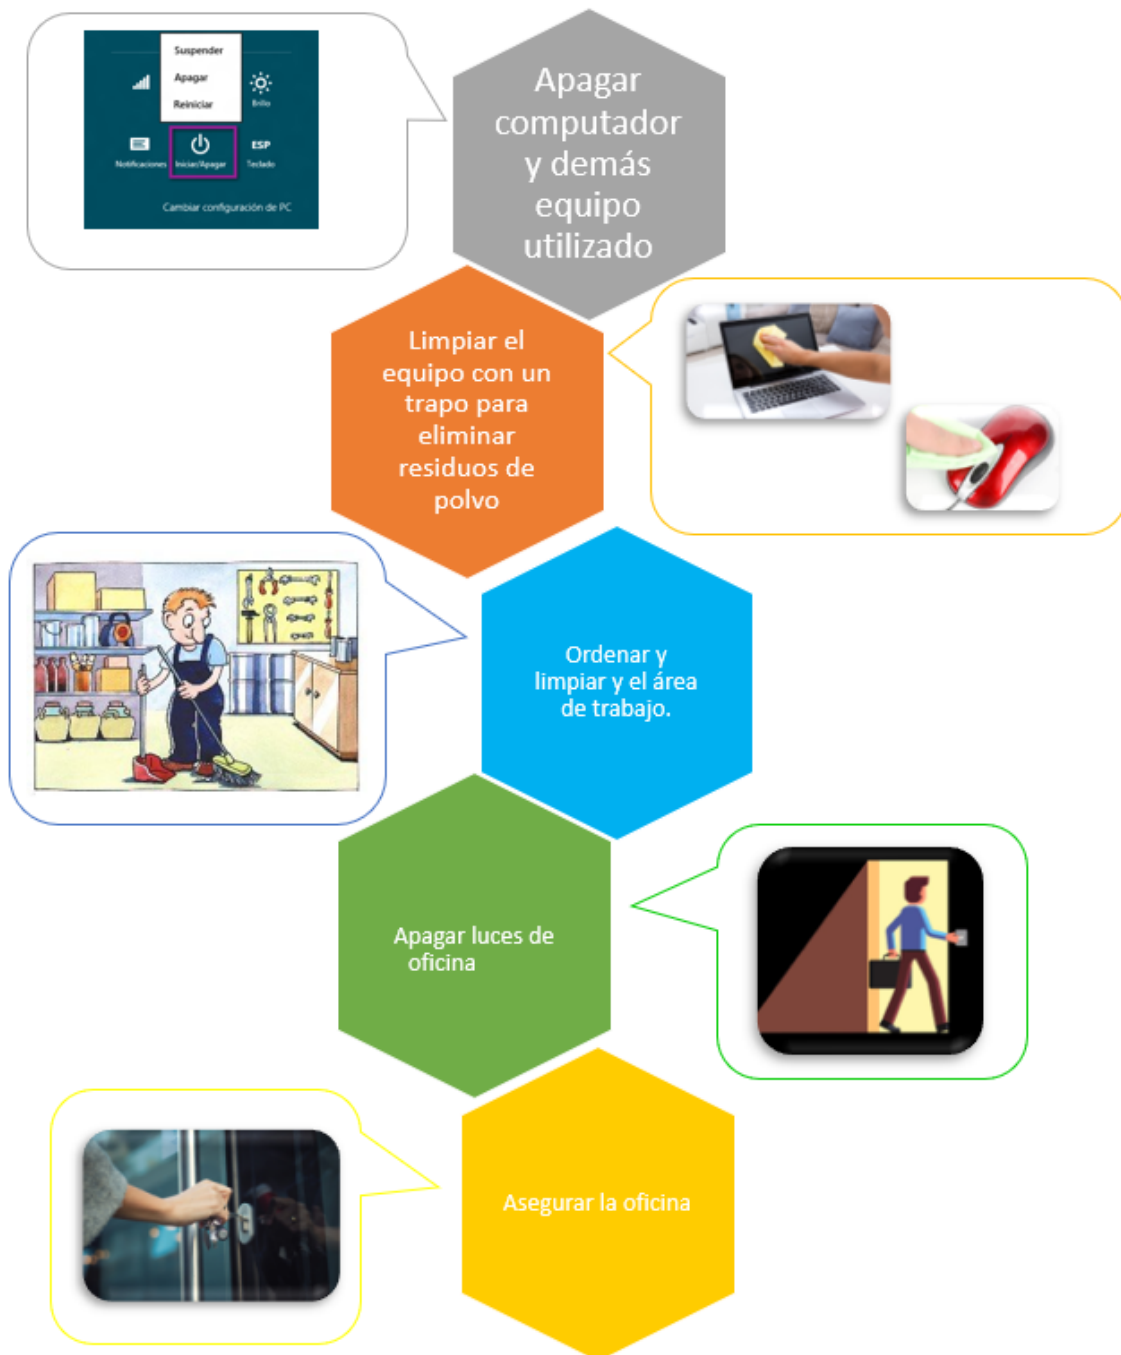 Suspender
Apagar
Reiniciar
Brillo
Notificaciones
Iniciar/Apagar
ESP
Teclado
Cambiar configuración de PC
Apagar
computador
y demás
equipo
utilizado
Limpiar el
equipo con un
trapo para
eliminar
residuos de
polvo
Ordenar y
limpiar y el área
de trabajo.
Apagar luces de
oficina
Asegurar la oficina